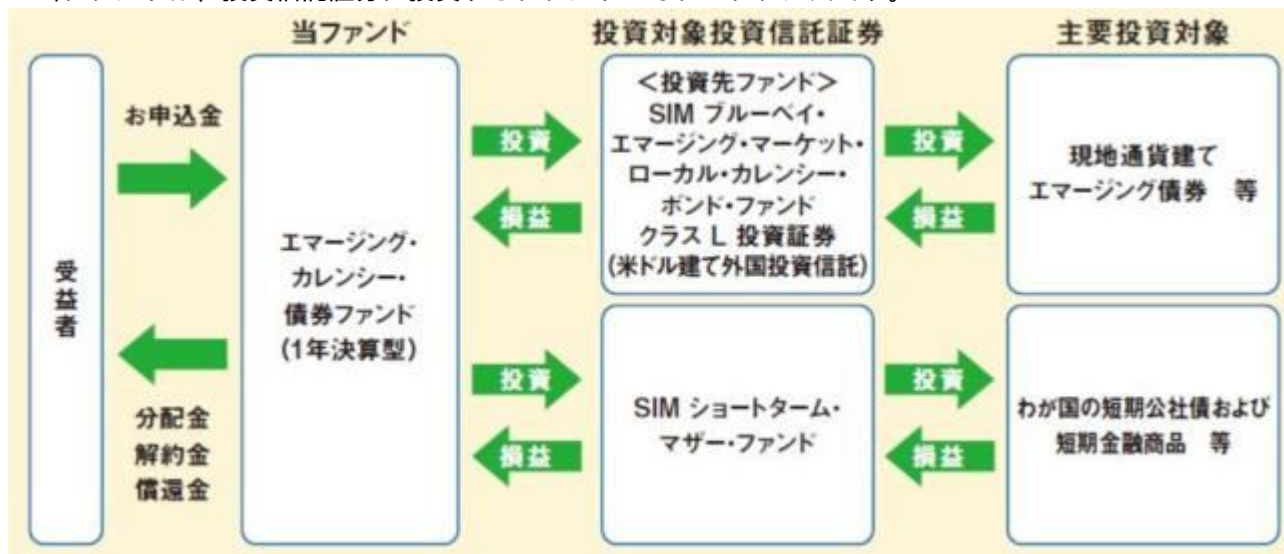 当ファンド
投資対象投資信託証券
主要投資対象
受益者
お申込金
分配金
解約金
償還金
エマージング・
カレンシー・
債券ファンド
(1年決算型)
投資
損益
<投資先ファンド>
SIM ブルーベイ・
エマージング・マーケット・
ローカル・カレンシー・
ボンド・ファンド
クラス L 投資証券
(米ドル建て外国投資信託)
投資
損益
現地通貨建て
エマージング債券 等
投資
損益
SIM ショートターム・
マザー・ファンド
投資
損益
わが国の短期公社債および
短期金融商品 等